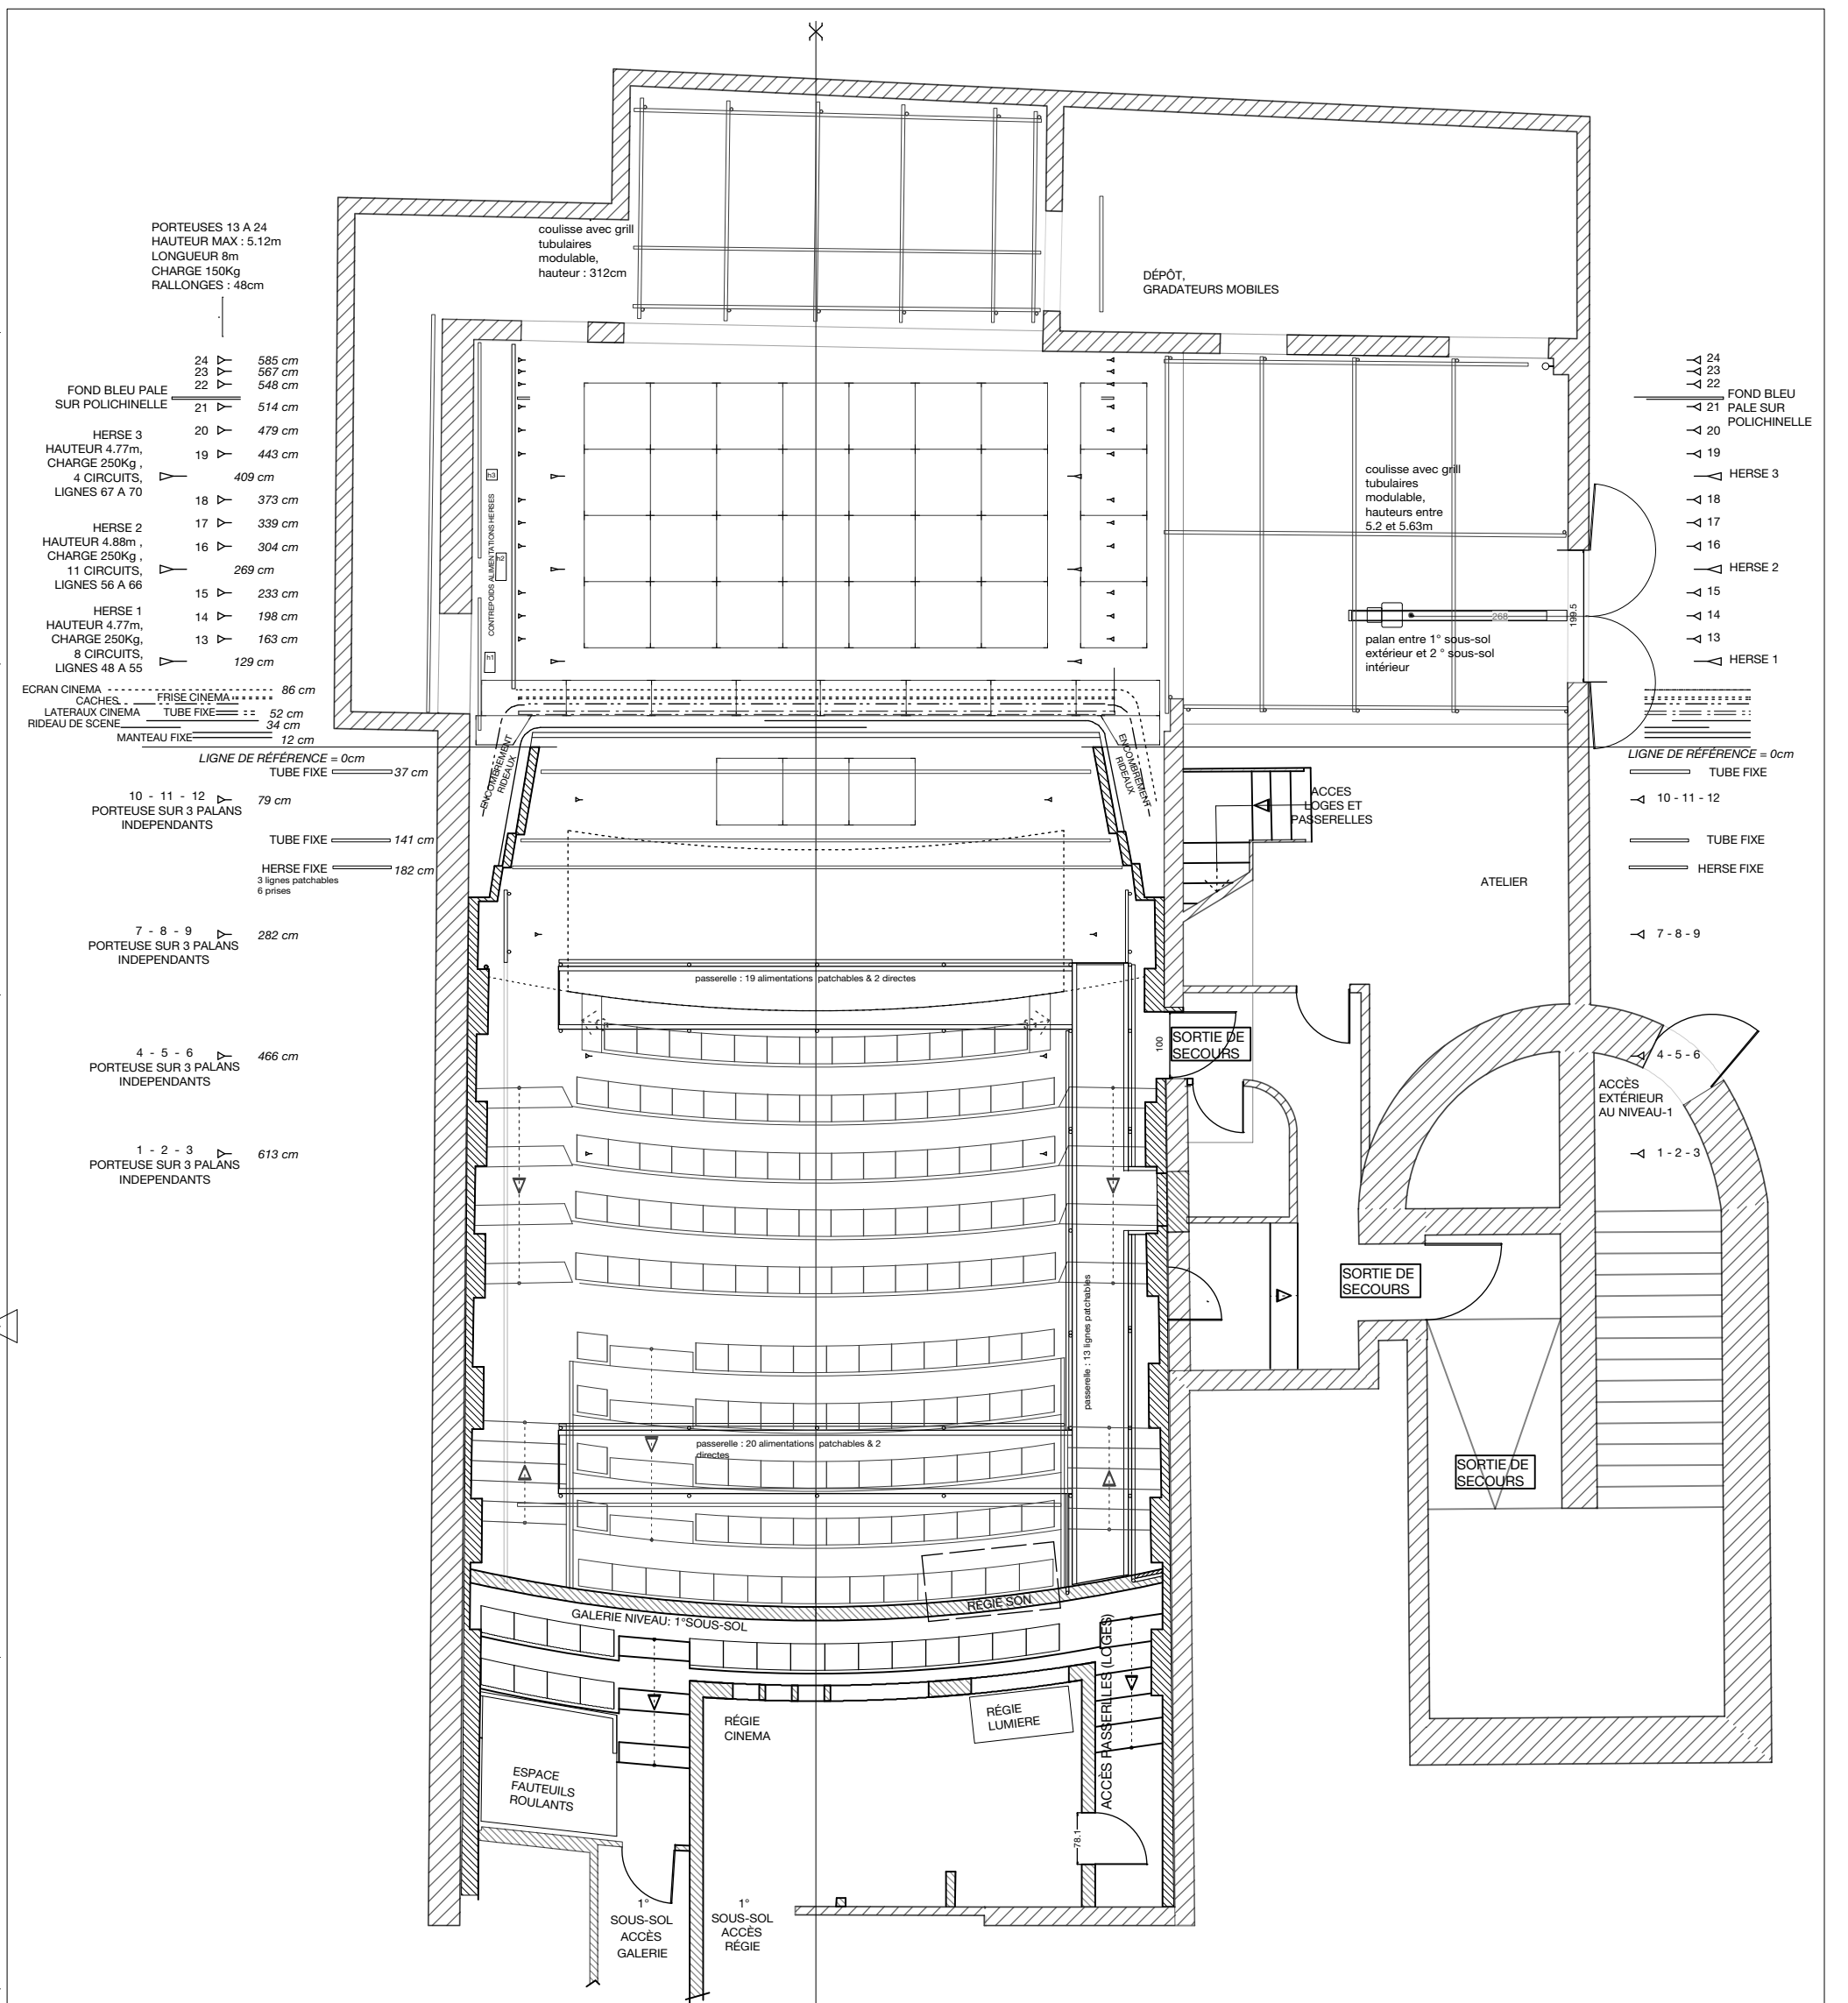 PORTEUSES 13 A 24
HAUTEUR MAX : 5.12m
LONGUEUR 8m
CHARGE 150Kg
RALLONGES : 48cm
coulisse avec grill
tubulaires
modulable,
hauteur : 312cm
DÉPÔT,
GRADATEURS MOBILES
24 585 cm
23 567 cm
22 548 cm
FOND BLEU PALE
SUR POLICHINELLE
21 514 cm
20 479 cm
19 443 cm
HERSE 3
HAUTEUR 4.77m,
CHARGE 250Kg ,
4 CIRCUITS,
LIGNES 67 A 70
409 cm
18 373 cm
17 339 cm
16 304 cm
HERSE 2
HAUTEUR 4.88m ,
CHARGE 250Kg ,
11 CIRCUITS,
LIGNES 56 A 66
269 cm
15 233 cm
14 198 cm
13 163 cm
HERSE 1
HAUTEUR 4.77m,
CHARGE 250Kg,
8 CIRCUITS,
LIGNES 48 A 55
129 cm
ECRAN CINEMA 86 cm
CACHES FRISE CINEMA
LATERAUX CINEMA TUBE FIXE 52 cm
RIDEAU DE SCENE 34 cm
MANTEAU FIXE 12 cm
LIGNE DE RÉFÉRENCE = 0cm
TUBE FIXE 37 cm
10 - 11 - 12 79 cm
PORTEUSE SUR 3 PALANS
INDEPENDANTS
TUBE FIXE 141 cm
HERSE FIXE 182 cm
3 lignes patchables
6 prises
7 - 8 - 9 282 cm
PORTEUSE SUR 3 PALANS
INDEPENDANTS
4 - 5 - 6 466 cm
PORTEUSE SUR 3 PALANS
INDEPENDANTS
1 - 2 - 3 613 cm
PORTEUSE SUR 3 PALANS
INDEPENDANTS
CONTREPOIDS ALIMENTATIONS HERSES
h3
h2
h1
ENCOMBREMENT
RIDEAUX
ENCOMBREMENT
RIDEAUX
coulisse avec grill
tubulaires
modulable,
hauteurs entre
5.2 et 5.63m
268
199.5
palan entre 1° sous-sol
extérieur et 2 ° sous-sol
intérieur
24
23
22
FOND BLEU
PALE SUR
POLICHINELLE
21
20
19
HERSE 3
18
17
16
HERSE 2
15
14
13
HERSE 1
LIGNE DE RÉFÉRENCE = 0cm
TUBE FIXE
10 - 11 - 12
TUBE FIXE
HERSE FIXE
7 - 8 - 9
4 - 5 - 6
1 - 2 - 3
ACCES
LOGES ET
PASSERELLES
ATELIER
passerelle : 19 alimentations patchables & 2 directes
100
SORTIE DE
SECOURS
ACCÈS
EXTÉRIEUR
AU NIVEAU-1
SORTIE DE
SECOURS
SORTIE DE
SECOURS
passerelle : 13 lignes patchables
passerelle : 20 alimentations patchables & 2
directes
RÉGIE SON
GALERIE NIVEAU: 1°SOUS-SOL
ACCÈS PASSERLLES (LOGES)
RÉGIE
CINEMA
RÉGIE
LUMIERE
ESPACE
FAUTEUILS
ROULANTS
78.1
1°
SOUS-SOL
ACCÈS
GALERIE
1°
SOUS-SOL
ACCÈS
RÉGIE